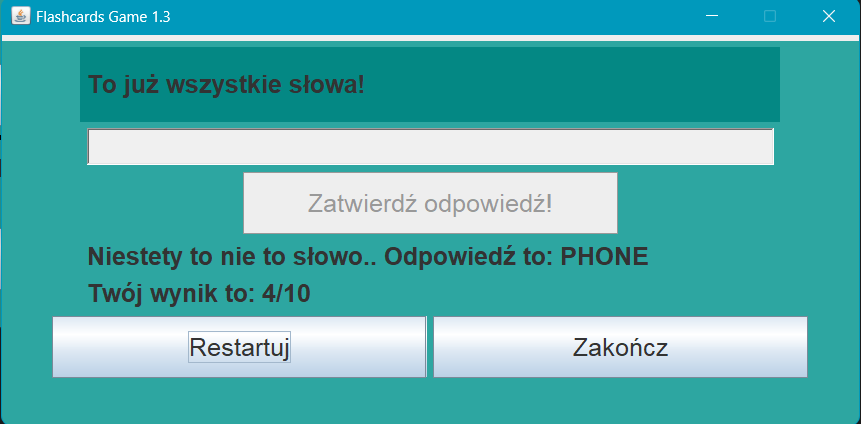 Flashcards Game 1.3
To już wszystkie słowa!
Zatwierdź odpowiedź!
Niestety to nie to słowo.. Odpowiedź to: PHONE
Twój wynik to: 4/10
Restartuj
Zakończ